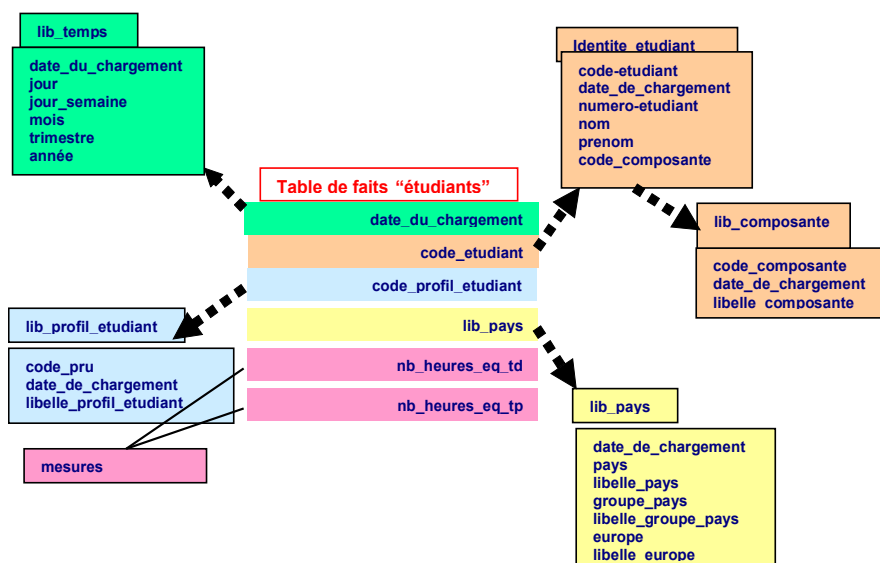 lib_temps
date_du_chargement
jour
jour_semaine
mois
trimestre
année
Identite_etudiant
code-etudiant
date_de_chargement
numero-etudiant
nom
prenom
code_composante
Table de faits “étudiants”
date_du_chargement
code_etudiant
code_profil_etudiant
lib_pays
nb_heures_eq_td
nb_heures_eq_tp
lib_composante
code_composante
date_de_chargement
libelle_composante
lib_profil_etudiant
code_pru
date_de_chargement
libelle_profil_etudiant
mesures
lib_pays
date_de_chargement
pays
libelle_pays
groupe_pays
libelle_groupe_pays
europe
libelle_europe